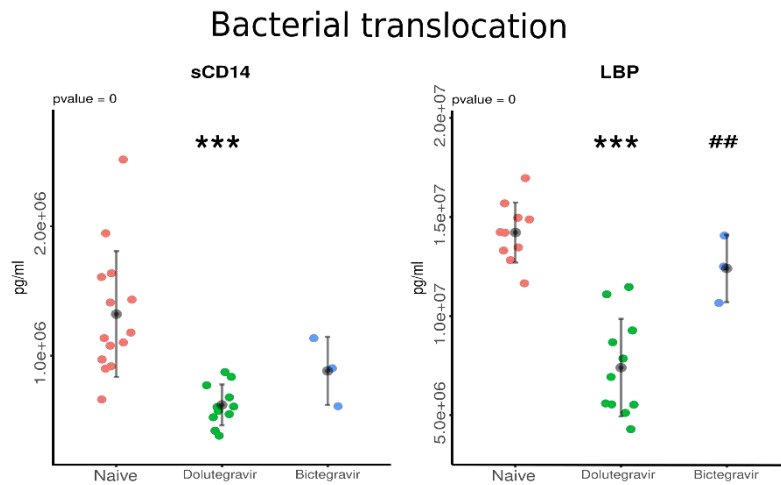 Bacterial translocation
sCD14
pvalue = 0
***
pg/ml
2.0e+06
1.0e+06
Naive
Dolutegravir
Bictegravir
LBP
pvalue = 0
***
##
pg/ml
2.0e+07
1.5e+07
1.0e+07
5.0e+06
Naive
Dolutegravir
Bictegravir